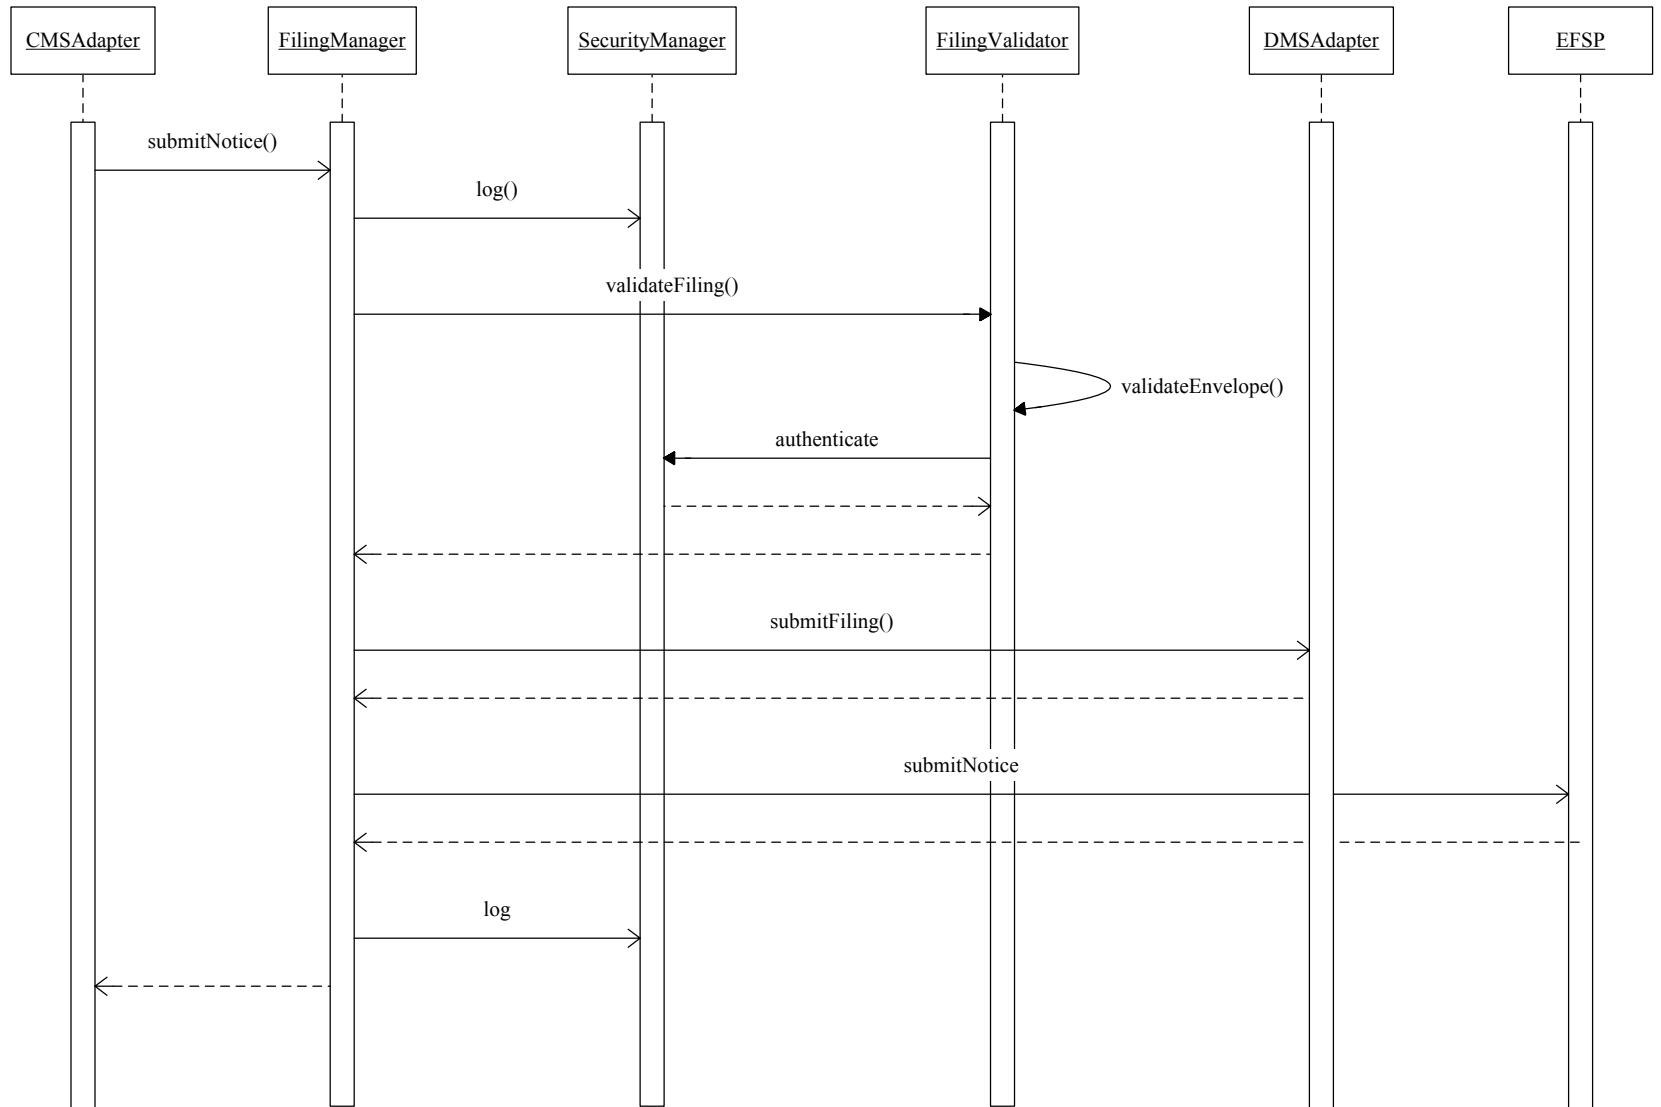 CMSAdapter
FilingManager
SecurityManager
FilingValidator
DMSAdapter
EFSP
submitNotice()
log()
validateFiling()
validateEnvelope()
authenticate
submitFiling()
submitNotice
log